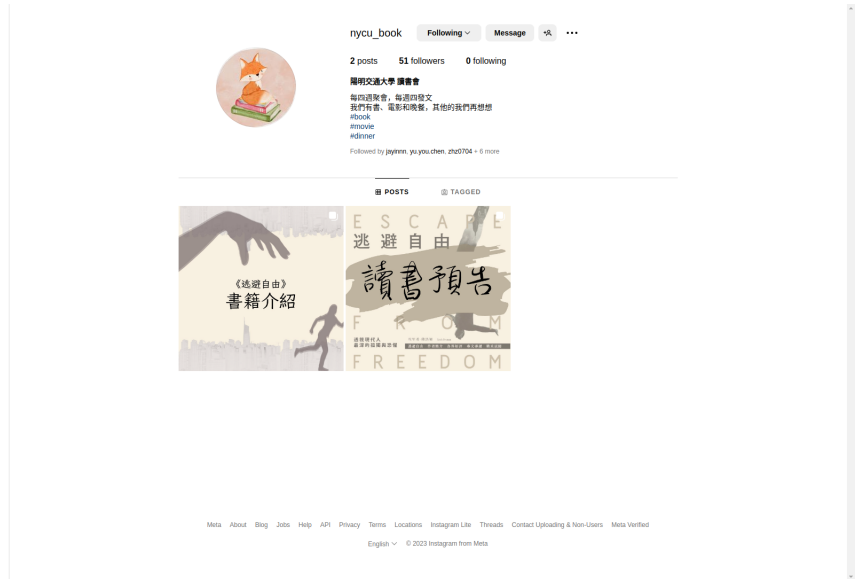 nycu_book
Following
Message
2 posts 51 followers 0 following
陽明交通大學 讀書會
每四週聚會，每週四發文
我們有書、電影和晚餐，其他的我們再想想
#book
#movie
#dinner
Followed by jayinnn, yu.you.chen, zhz0704 + 6 more
POSTS
TAGGED
《逃避自由》
書籍介紹
ESCAPE
逃避自由
讀書預告
FROM
FREEDOM
Meta About Blog Jobs Help API Privacy Terms Locations Instagram Lite Threads Contact Uploading & Non-Users Meta Verified
English © 2023 Instagram from Meta